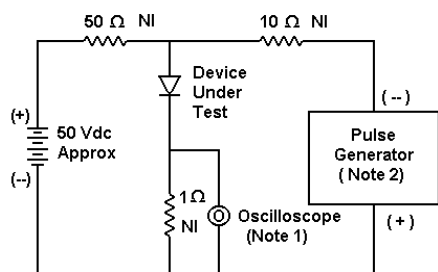 50 Ω NI
10 Ω NI
Device
Under
Test
(+)
50 Vdc
Approx
(--)
(--)
Pulse
Generator
( Note 2)
(+)
1Ω
NI
Oscilloscope
(Note 1)